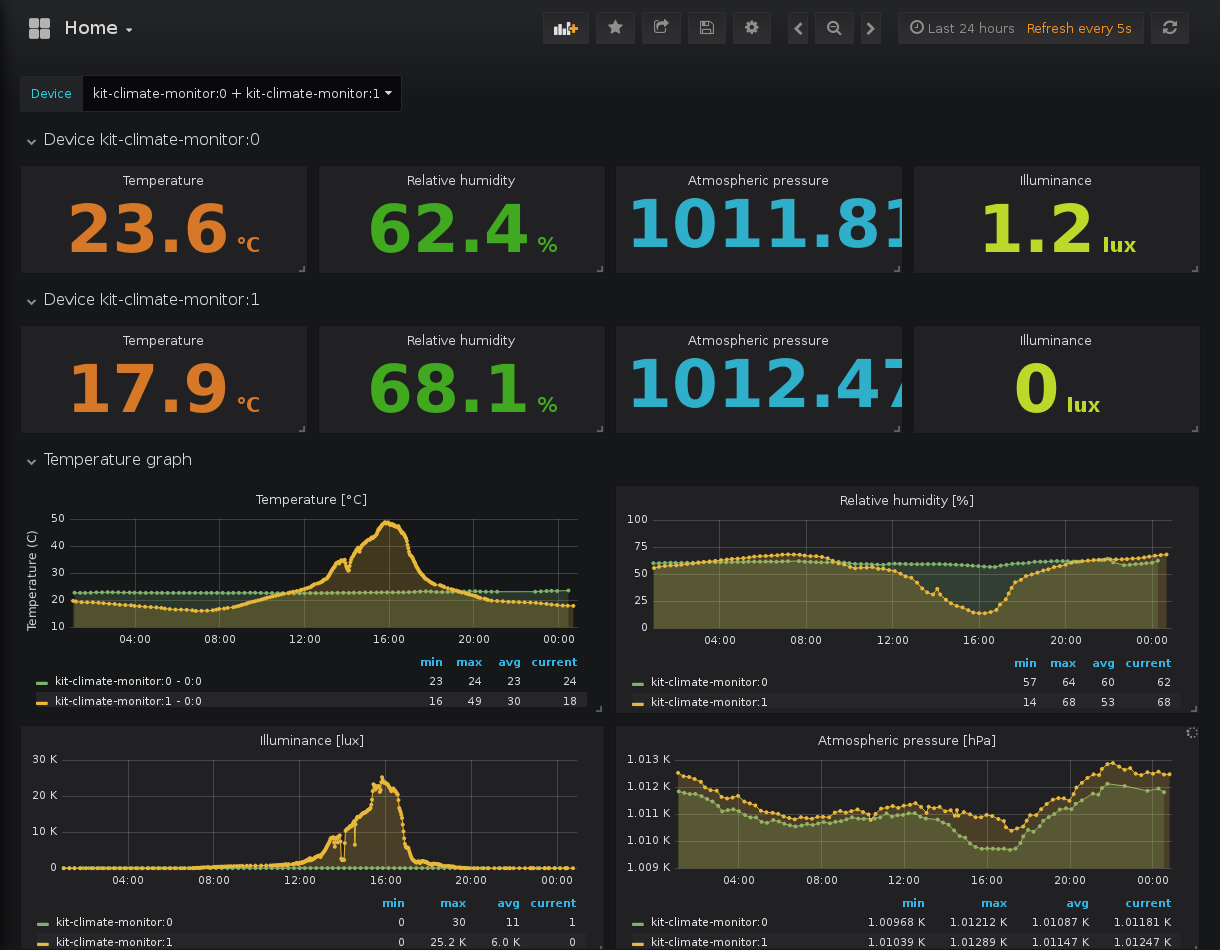 Home
Last 24 hours Refresh every 5s
Device kit-climate-monitor:0 + kit-climate-monitor:1
Device kit-climate-monitor:0
Temperature
23.6 °C
Relative humidity
62.4 %
Atmospheric pressure
1011.81
Illuminance
1.2 lux
Device kit-climate-monitor:1
Temperature
17.9 °C
Relative humidity
68.1 %
Atmospheric pressure
1012.47
Illuminance
0 lux
Temperature graph
Temperature [°C]
Temperature (C)
50
40
30
20
10
04:00 08:00 12:00 16:00 20:00 00:00
min max avg current
kit-climate-monitor:0 - 0:0 23 24 23 24
kit-climate-monitor:1 - 0:0 16 49 30 18
Relative humidity [%]
100
75
50
25
0
04:00 08:00 12:00 16:00 20:00 00:00
min max avg current
kit-climate-monitor:0 57 64 60 62
kit-climate-monitor:1 14 68 53 68
Illuminance [lux]
30 K
20 K
10 K
0
04:00 08:00 12:00 16:00 20:00 00:00
min max avg current
kit-climate-monitor:0 0 30 11 1
kit-climate-monitor:1 0 25.2 K 6.0 K 0
Atmospheric pressure [hPa]
1.013 K
1.012 K
1.011 K
1.010 K
1.009 K
04:00 08:00 12:00 16:00 20:00 00:00
min max avg current
kit-climate-monitor:0 1.00968 K 1.01212 K 1.01087 K 1.01181 K
kit-climate-monitor:1 1.01039 K 1.01289 K 1.01147 K 1.01247 K